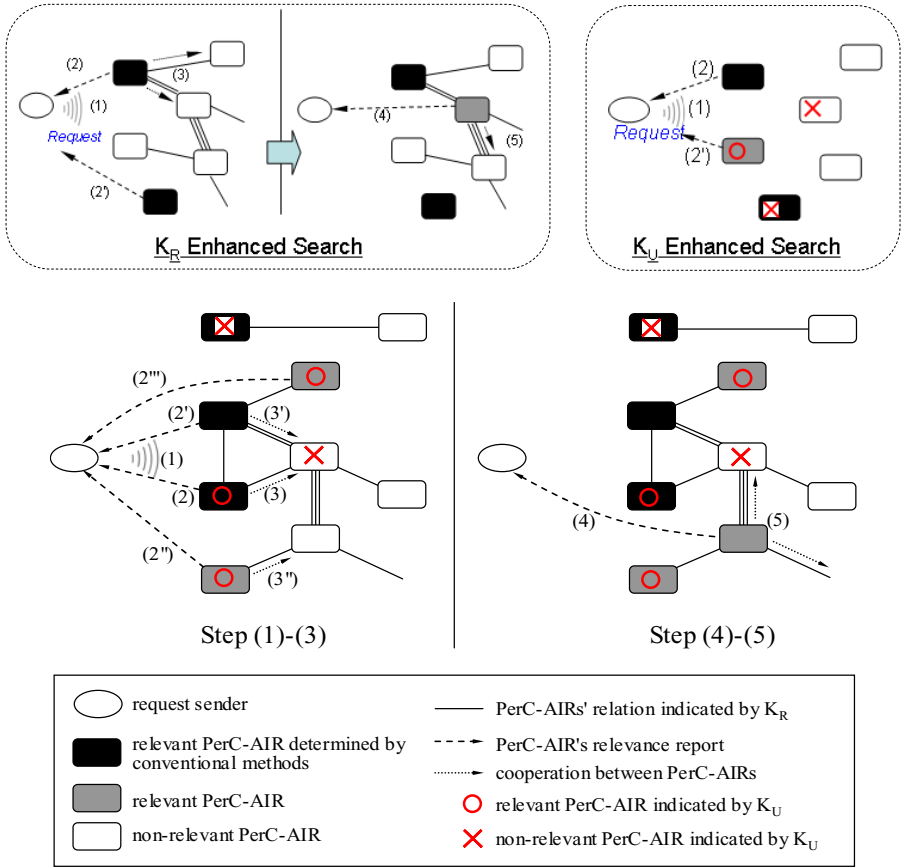 (2)
(3)
(1)
Request
(2')
(4)
(5)
K_R Enhanced Search
(2)
(1)
Request
(2')
K_U Enhanced Search
(2''')
(2')
(3')
(1)
(2)
(3)
(2'')
(3'')
Step (1)-(3)
(4)
(5)
Step (4)-(5)
request sender
relevant PerC-AIR determined by
conventional methods
relevant PerC-AIR
non-relevant PerC-AIR
PerC-AIRs' relation indicated by K_R
PerC-AIR's relevance report
cooperation between PerC-AIRs
relevant PerC-AIR indicated by K_U
non-relevant PerC-AIR indicated by K_U